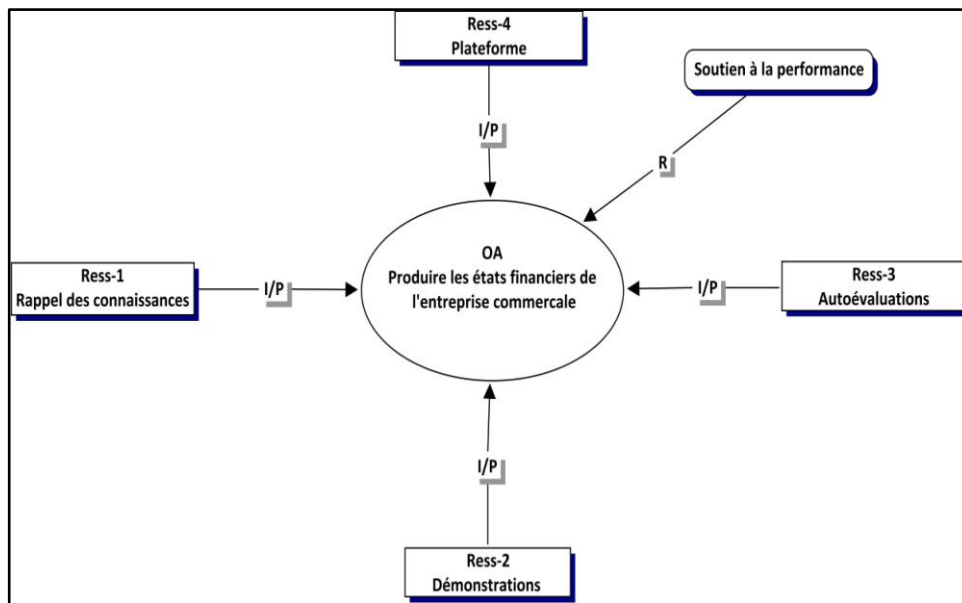 Ress-4
Plateforme
Soutien à la performance
I/P
R
OA
Produire les états financiers de
l'entreprise commercale
Ress-1
Rappel des connaissances
I/P
I/P
Ress-3
Autoévaluations
I/P
Ress-2
Démonstrations